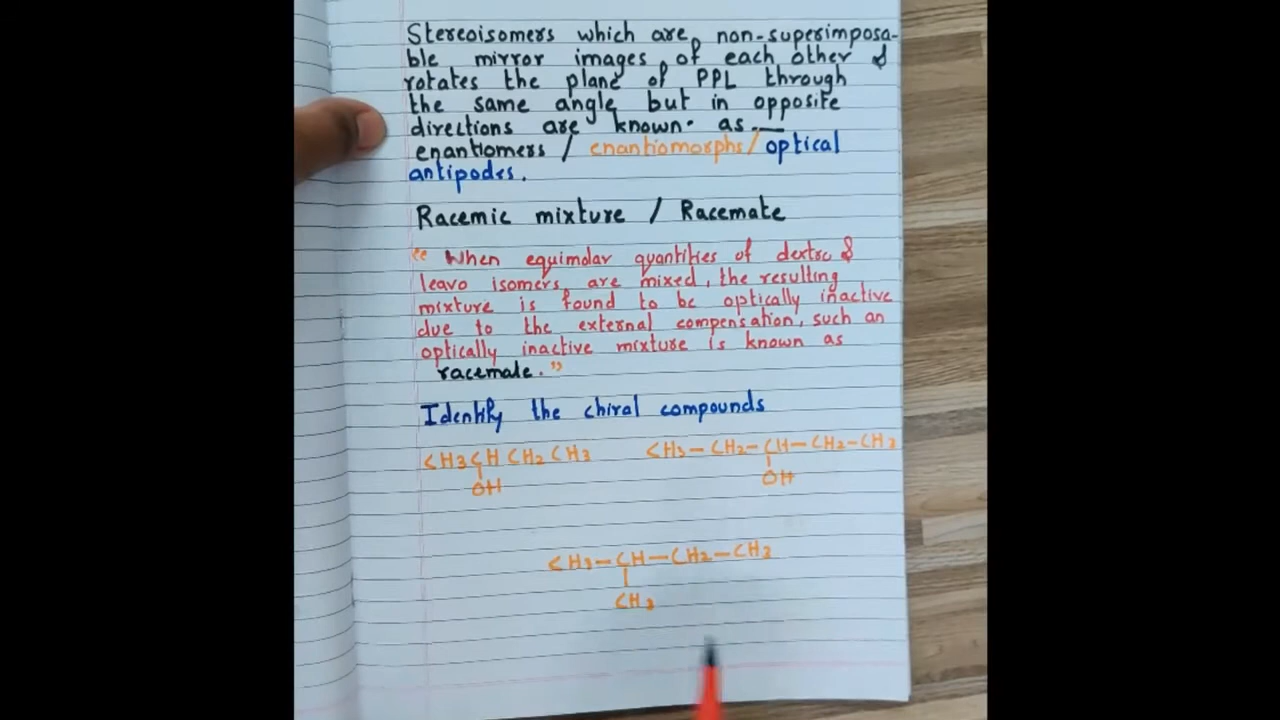 Stereoisomers which are non-superimposa-
ble mirror images of each other &
rotates the plane of PPL through
the same angle but in opposite
directions are known as —
enantiomers / enantiomorphs / optical
antipodes.
Racemic mixture / Racemate
" When equimolar quantities of dextro &
leavo isomers are mixed, the resulting
mixture is found to be optically inactive
due to the external compensation, such an
optically inactive mixture is known as
racemate. "
Identify the chiral compounds
CH3CHCH2CH3 CH3-CH2-CH-CH2-CH3
OH OH
CH3-CH-CH2-CH3
CH3